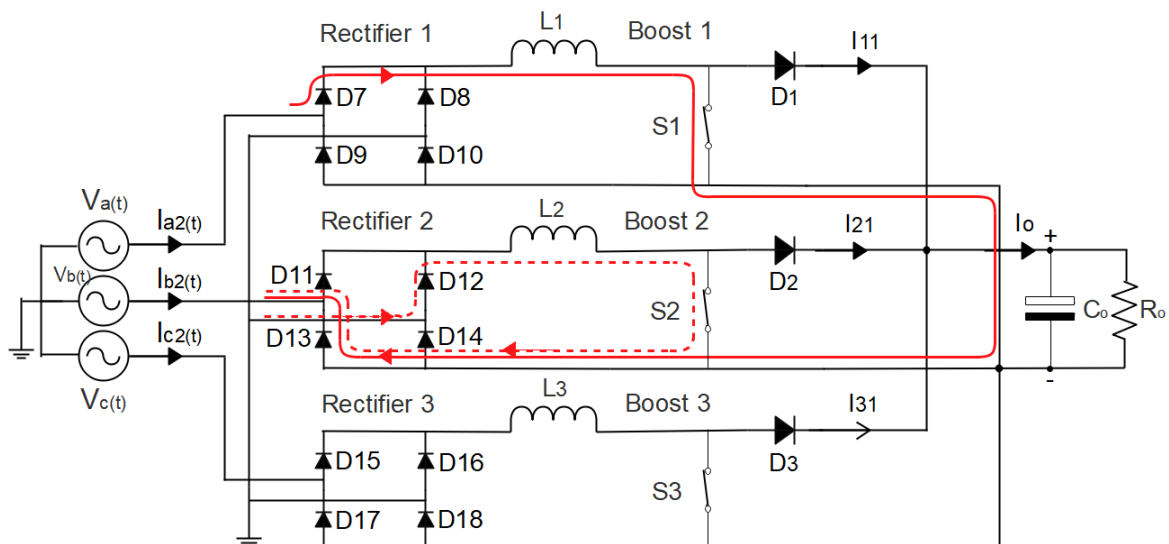 Rectifier 1
L1
Boost 1
I11
D7
D8
D1
S1
D9
D10
Va(t)
Ia2(t)
Rectifier 2
L2
Boost 2
I21
Io
+
Vb(t)
Ib2(t)
D11
D12
D2
S2
Co
Ro
D13
D14
Ic2(t)
-
Vc(t)
Rectifier 3
L3
Boost 3
I31
D15
D16
D3
S3
D17
D18